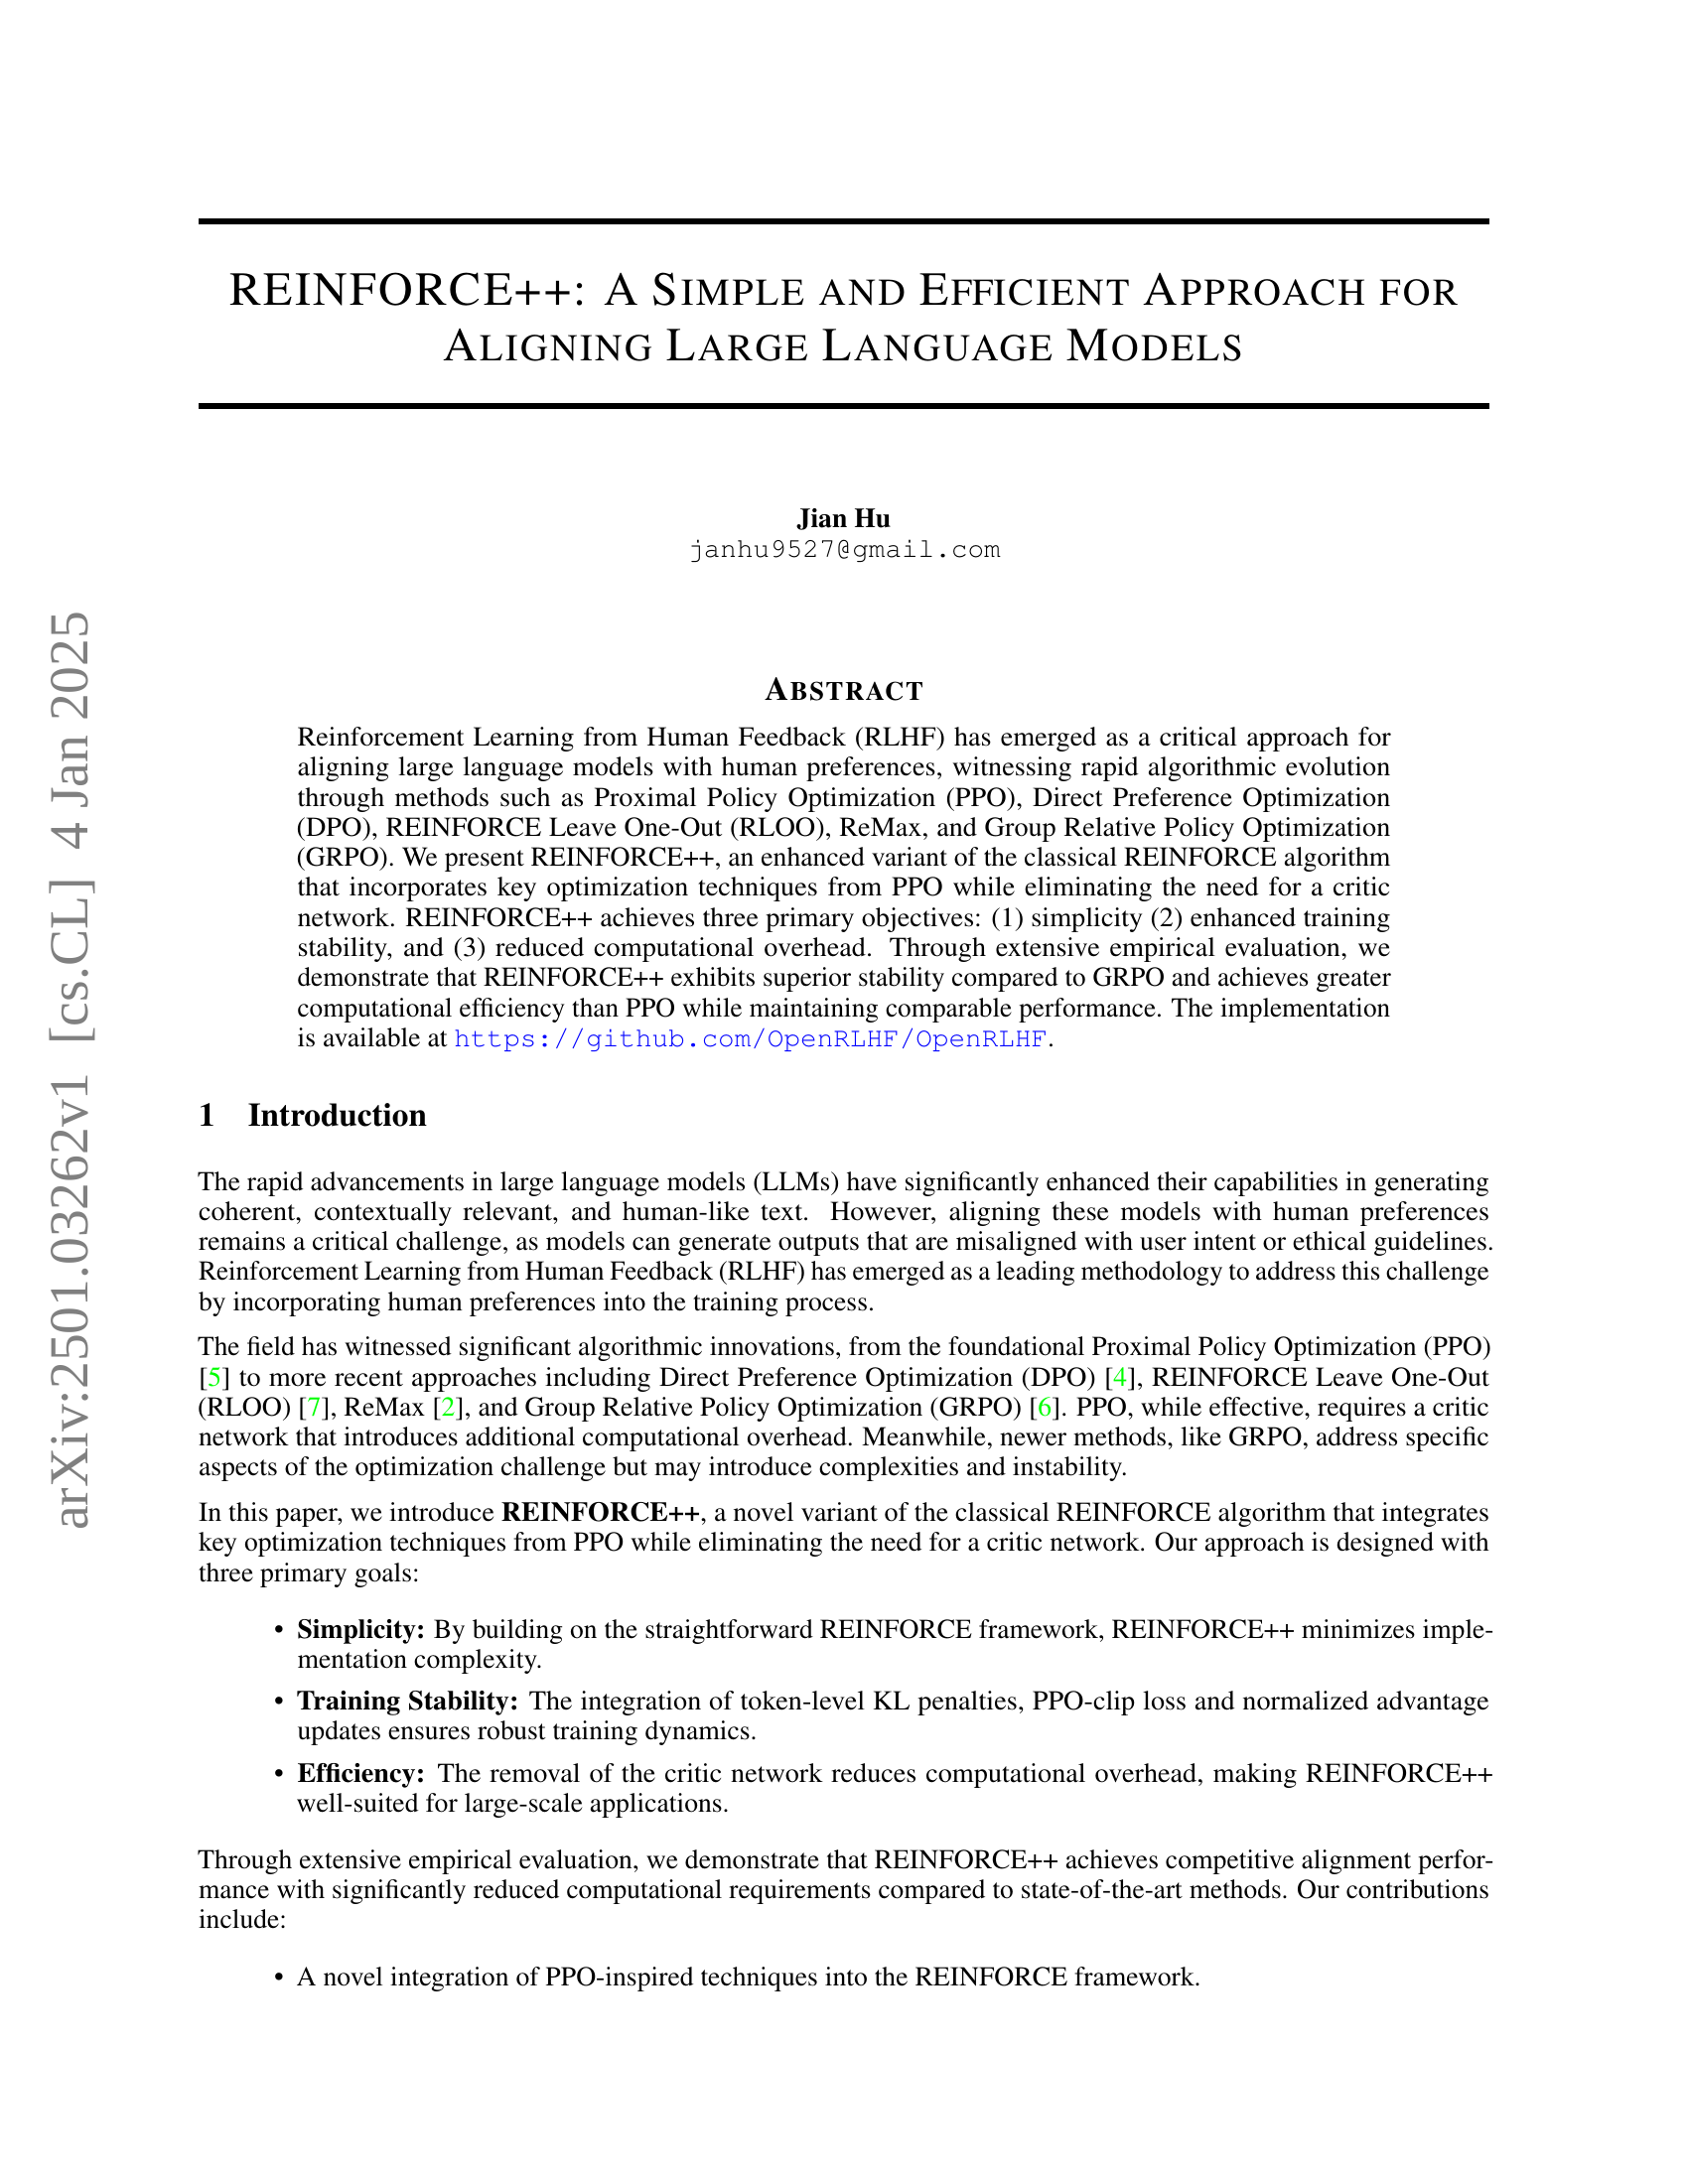 REINFORCE++: A SIMPLE AND EFFICIENT APPROACH FOR
ALIGNING LARGE LANGUAGE MODELS
Jian Hu
janhu9527@gmail.com
ABSTRACT
Reinforcement Learning from Human Feedback (RLHF) has emerged as a critical approach for
aligning large language models with human preferences, witnessing rapid algorithmic evolution
through methods such as Proximal Policy Optimization (PPO), Direct Preference Optimization
(DPO), REINFORCE Leave One-Out (RLOO), ReMax, and Group Relative Policy Optimization
(GRPO). We present REINFORCE++, an enhanced variant of the classical REINFORCE algorithm
that incorporates key optimization techniques from PPO while eliminating the need for a critic
network. REINFORCE++ achieves three primary objectives: (1) simplicity (2) enhanced training
stability, and (3) reduced computational overhead. Through extensive empirical evaluation, we
demonstrate that REINFORCE++ exhibits superior stability compared to GRPO and achieves greater
computational efficiency than PPO while maintaining comparable performance. The implementation
is available at https://github.com/OpenRLHF/OpenRLHF.
1 Introduction
The rapid advancements in large language models (LLMs) have significantly enhanced their capabilities in generating
coherent, contextually relevant, and human-like text. However, aligning these models with human preferences
remains a critical challenge, as models can generate outputs that are misaligned with user intent or ethical guidelines.
Reinforcement Learning from Human Feedback (RLHF) has emerged as a leading methodology to address this challenge
by incorporating human preferences into the training process.
The field has witnessed significant algorithmic innovations, from the foundational Proximal Policy Optimization (PPO)
[5] to more recent approaches including Direct Preference Optimization (DPO) [4], REINFORCE Leave One-Out
(RLOO) [7], ReMax [2], and Group Relative Policy Optimization (GRPO) [6]. PPO, while effective, requires a critic
network that introduces additional computational overhead. Meanwhile, newer methods, like GRPO, address specific
aspects of the optimization challenge but may introduce complexities and instability.
In this paper, we introduce REINFORCE++, a novel variant of the classical REINFORCE algorithm that integrates
key optimization techniques from PPO while eliminating the need for a critic network. Our approach is designed with
three primary goals:
• Simplicity: By building on the straightforward REINFORCE framework, REINFORCE++ minimizes imple-
mentation complexity.
• Training Stability: The integration of token-level KL penalties, PPO-clip loss and normalized advantage
updates ensures robust training dynamics.
• Efficiency: The removal of the critic network reduces computational overhead, making REINFORCE++
well-suited for large-scale applications.
Through extensive empirical evaluation, we demonstrate that REINFORCE++ achieves competitive alignment perfor-
mance with significantly reduced computational requirements compared to state-of-the-art methods. Our contributions
include:
• A novel integration of PPO-inspired techniques into the REINFORCE framework.
arXiv:2501.03262v1 [cs.CL] 4 Jan 2025